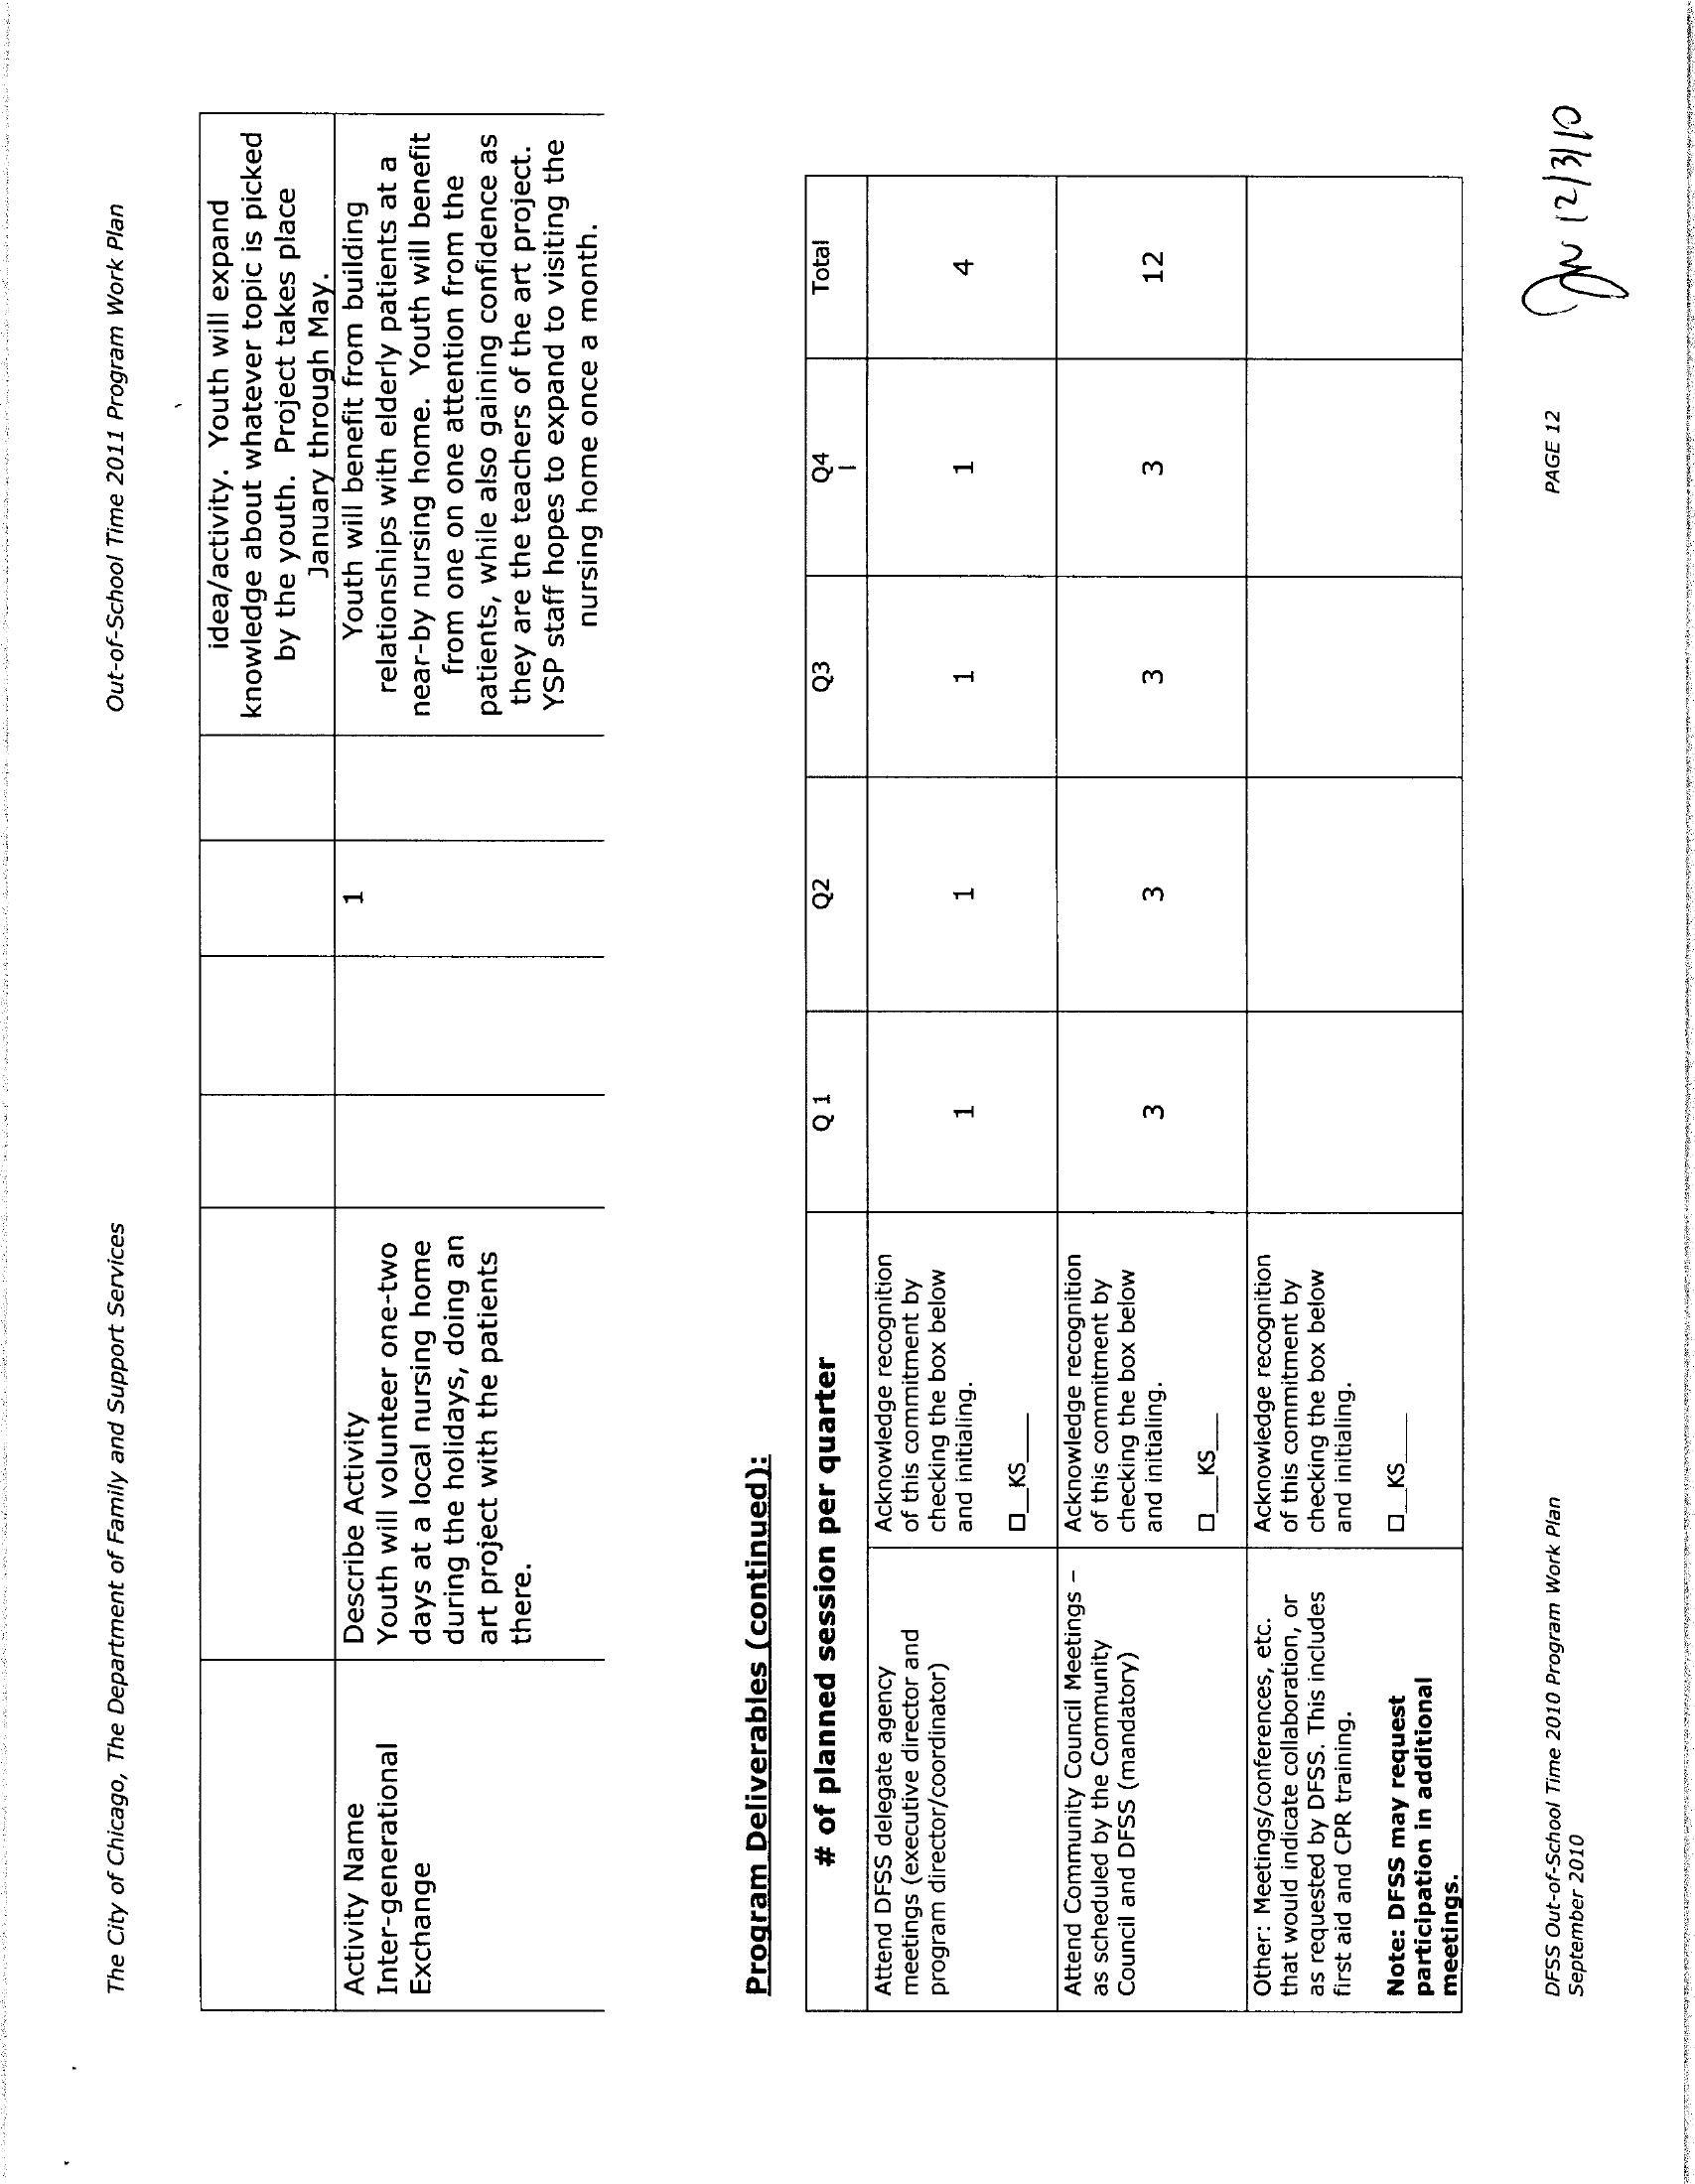 The City of Chicago, The Department of Family and Support Services
Out-of-School Time 2011 Program Work Plan
idea/activity. Youth will expand
knowledge about whatever topic is picked
by the youth. Project takes place
January through May.
Activity Name
Inter-generational
Exchange
Describe Activity
Youth will volunteer one-two
days at a local nursing home
during the holidays, doing an
art project with the patients
there.
1
Youth will benefit from building
relationships with elderly patients at a
near-by nursing home. Youth will benefit
from one on one attention from the
patients, while also gaining confidence as
they are the teachers of the art project.
YSP staff hopes to expand to visiting the
nursing home once a month.
Program Deliverables (continued):
# of planned session per quarter
Q 1
Q2
Q3
Q4
Total
Attend DFSS delegate agency
meetings (executive director and
program director/coordinator)
Acknowledge recognition
of this commitment by
checking the box below
and initialing.
☐__KS___
1
1
1
1
4
Attend Community Council Meetings –
as scheduled by the Community
Council and DFSS (mandatory)
Acknowledge recognition
of this commitment by
checking the box below
and initialing.
☐__KS___
3
3
3
3
12
Other: Meetings/conferences, etc.
that would indicate collaboration, or
as requested by DFSS. This includes
first aid and CPR training.
Note: DFSS may request
participation in additional
meetings.
Acknowledge recognition
of this commitment by
checking the box below
and initialing.
☐__KS___
DFSS Out-of-School Time 2010 Program Work Plan
September 2010
PAGE 12
12/3/10